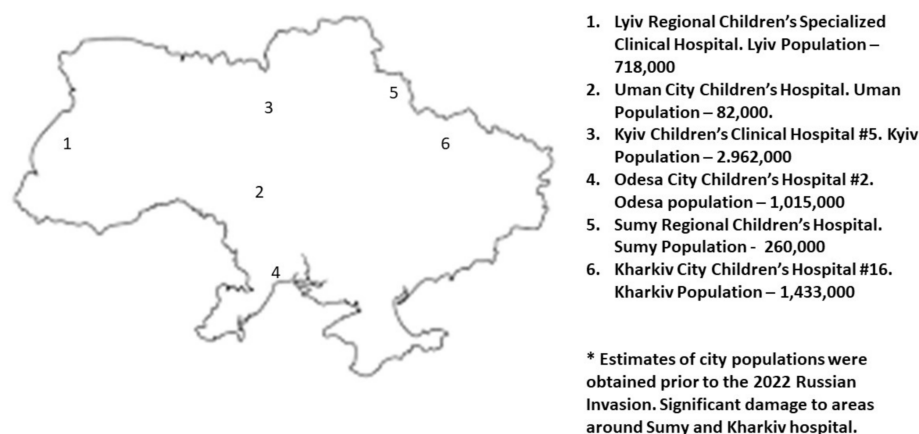 1. Lyiv Regional Children's Specialized
Clinical Hospital. Lyiv Population –
718,000
2. Uman City Children's Hospital. Uman
Population – 82,000.
3. Kyiv Children's Clinical Hospital #5. Kyiv
Population – 2.962,000
4. Odesa City Children's Hospital #2.
Odesa population – 1,015,000
5. Sumy Regional Children's Hospital.
Sumy Population - 260,000
6. Kharkiv City Children's Hospital #16.
Kharkiv Population – 1,433,000
* Estimates of city populations were
obtained prior to the 2022 Russian
Invasion. Significant damage to areas
around Sumy and Kharkiv hospital.
5
3
1
6
2
4